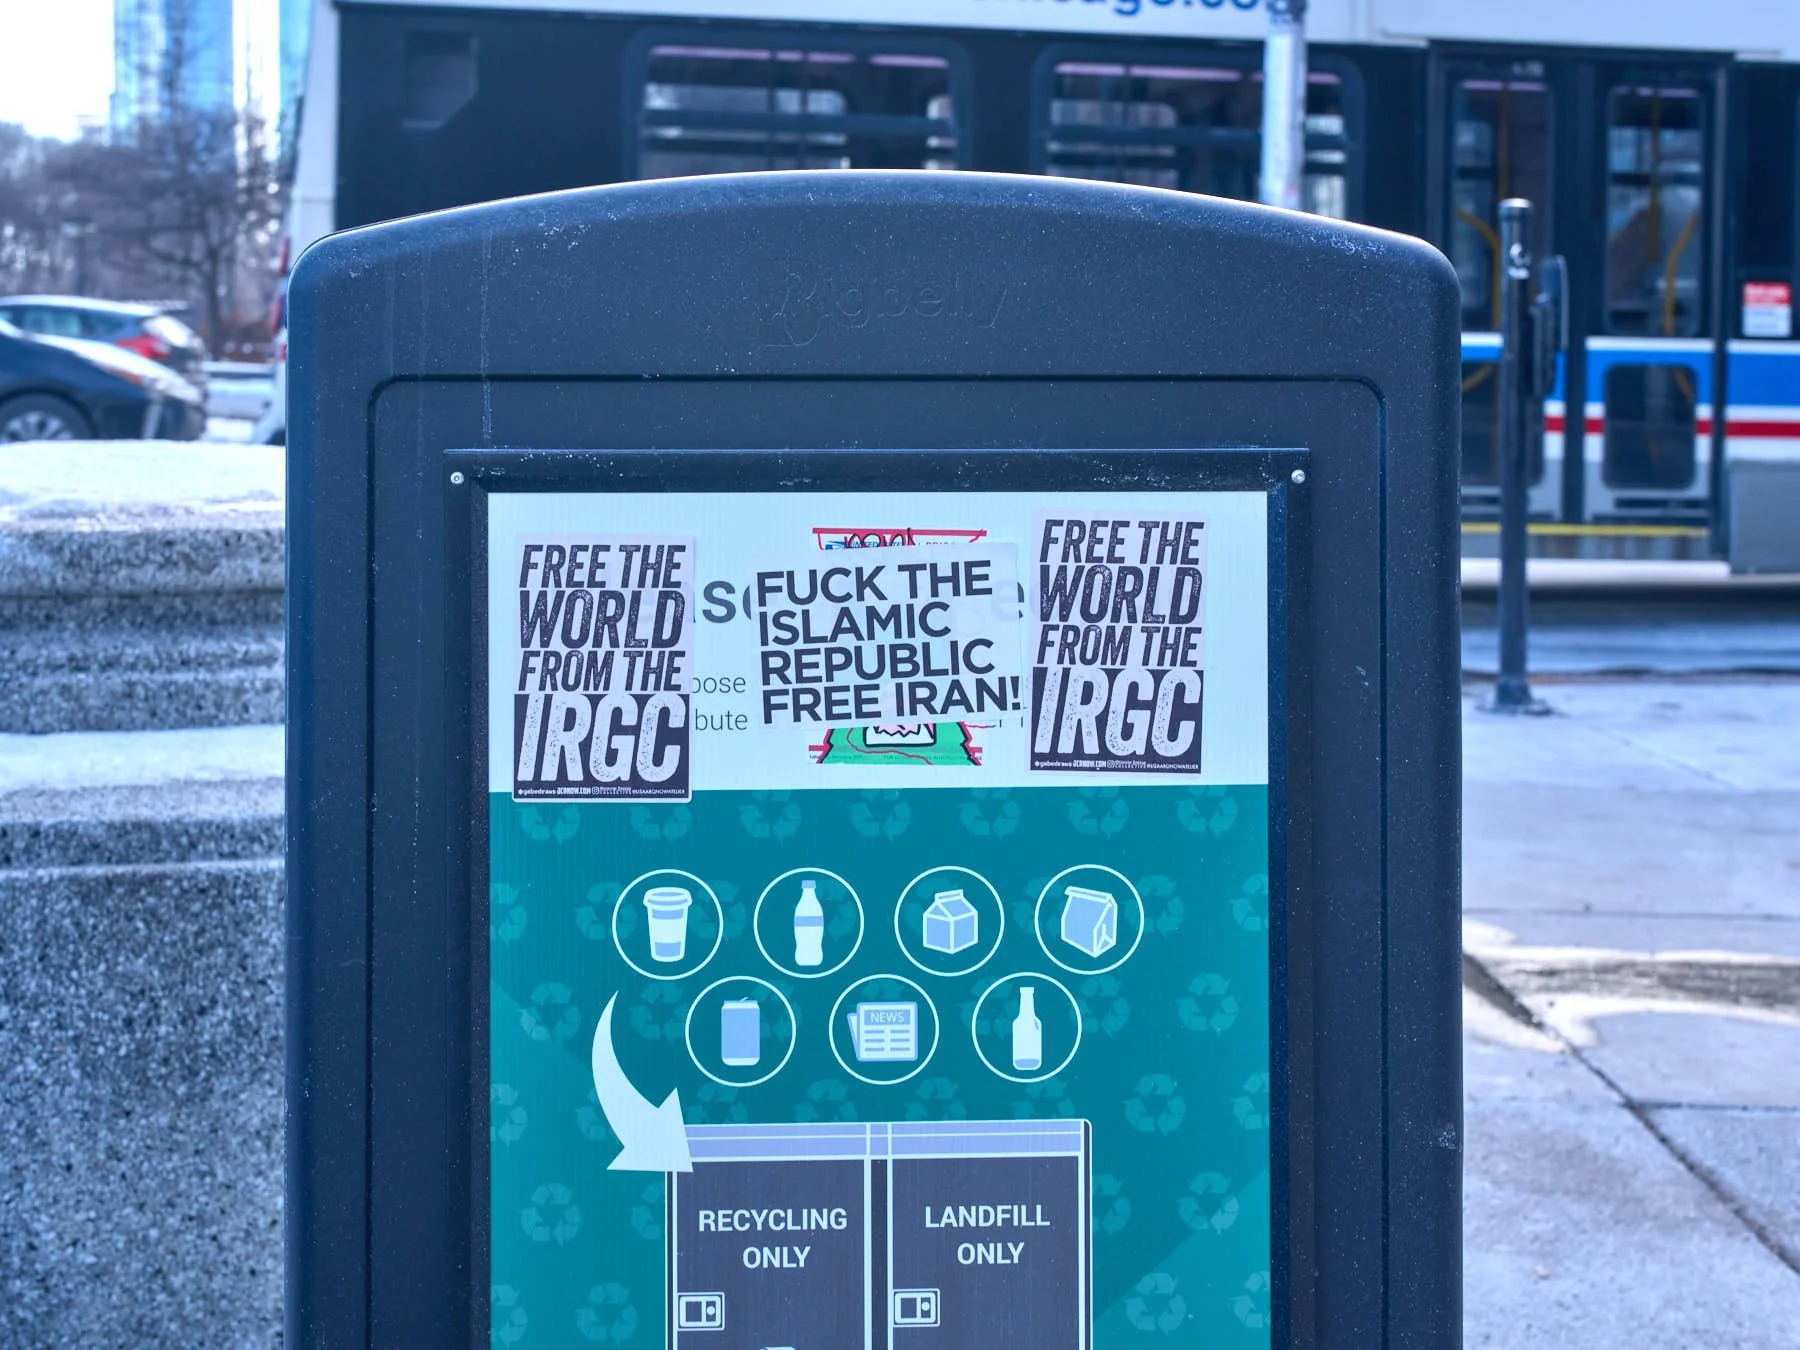 Bigbelly
FREE THE
WORLD
FROM THE
IRGC
FUCK THE
ISLAMIC
REPUBLIC
FREE IRAN!
FREE THE
WORLD
FROM THE
IRGC
NEWS
RECYCLING
ONLY
LANDFILL
ONLY